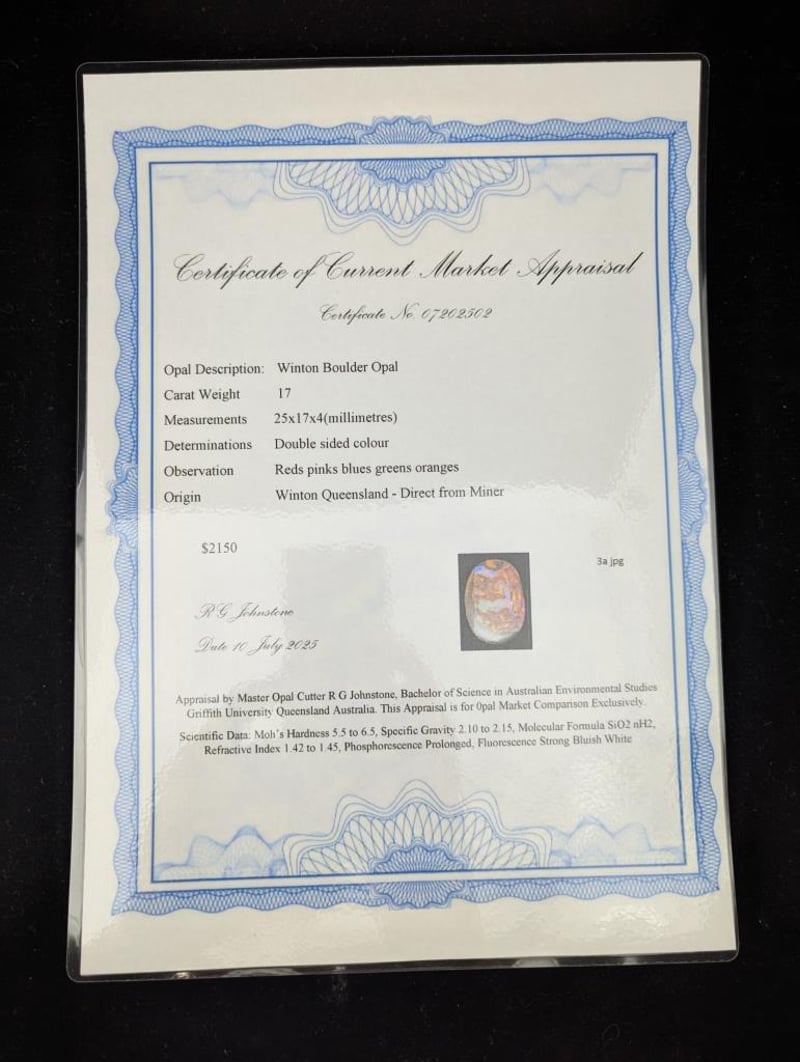 Certificate of Current Market Appraisal
Certificate No. 07202502
Opal Description: Winton Boulder Opal
Carat Weight 17
Measurements 25x17x4(millimetres)
Determinations Double sided colour
Observation Reds pinks blues greens oranges
Origin Winton Queensland - Direct from Miner
$2150
3a jpg
R G Johnstone
Date 10 July 2025
Appraisal by Master Opal Cutter R G Johnstone, Bachelor of Science in Australian Environmental Studies
Griffith University Queensland Australia. This Appraisal is for 0pal Market Comparison Exclusively.
Scientific Data: Moh's Hardness 5.5 to 6.5, Specific Gravity 2.10 to 2.15, Molecular Formula SiO2 nH2,
Refractive Index 1.42 to 1.45, Phosphorescence Prolonged, Fluorescence Strong Bluish White